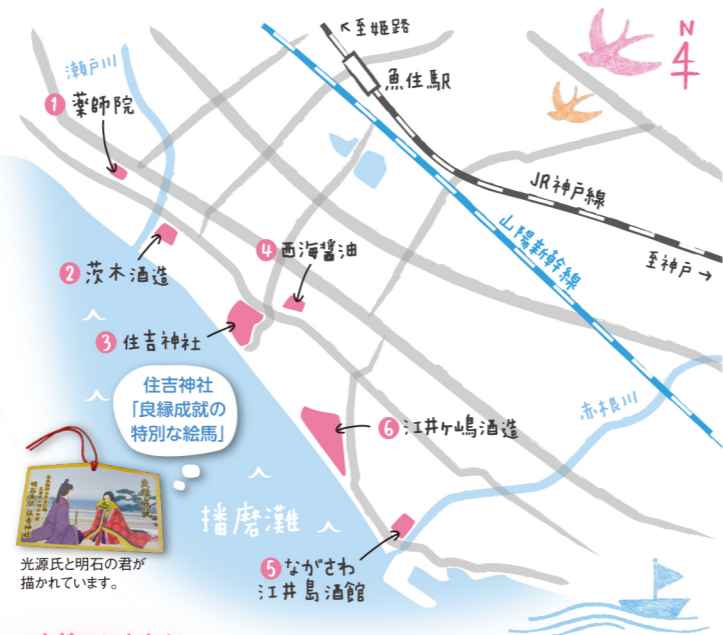 N
至姫路
魚住駅
瀬戸川
1 薬師院
JR神戸線
山陽新幹線
至神戸
4 西海醤油
2 茨木酒造
3 住吉神社
住吉神社
「良縁成就の
特別な絵馬」
赤根川
6 江井ヶ嶋酒造
播磨灘
5 ながさわ
江井島酒館
光源氏と明石の君が
描かれています。